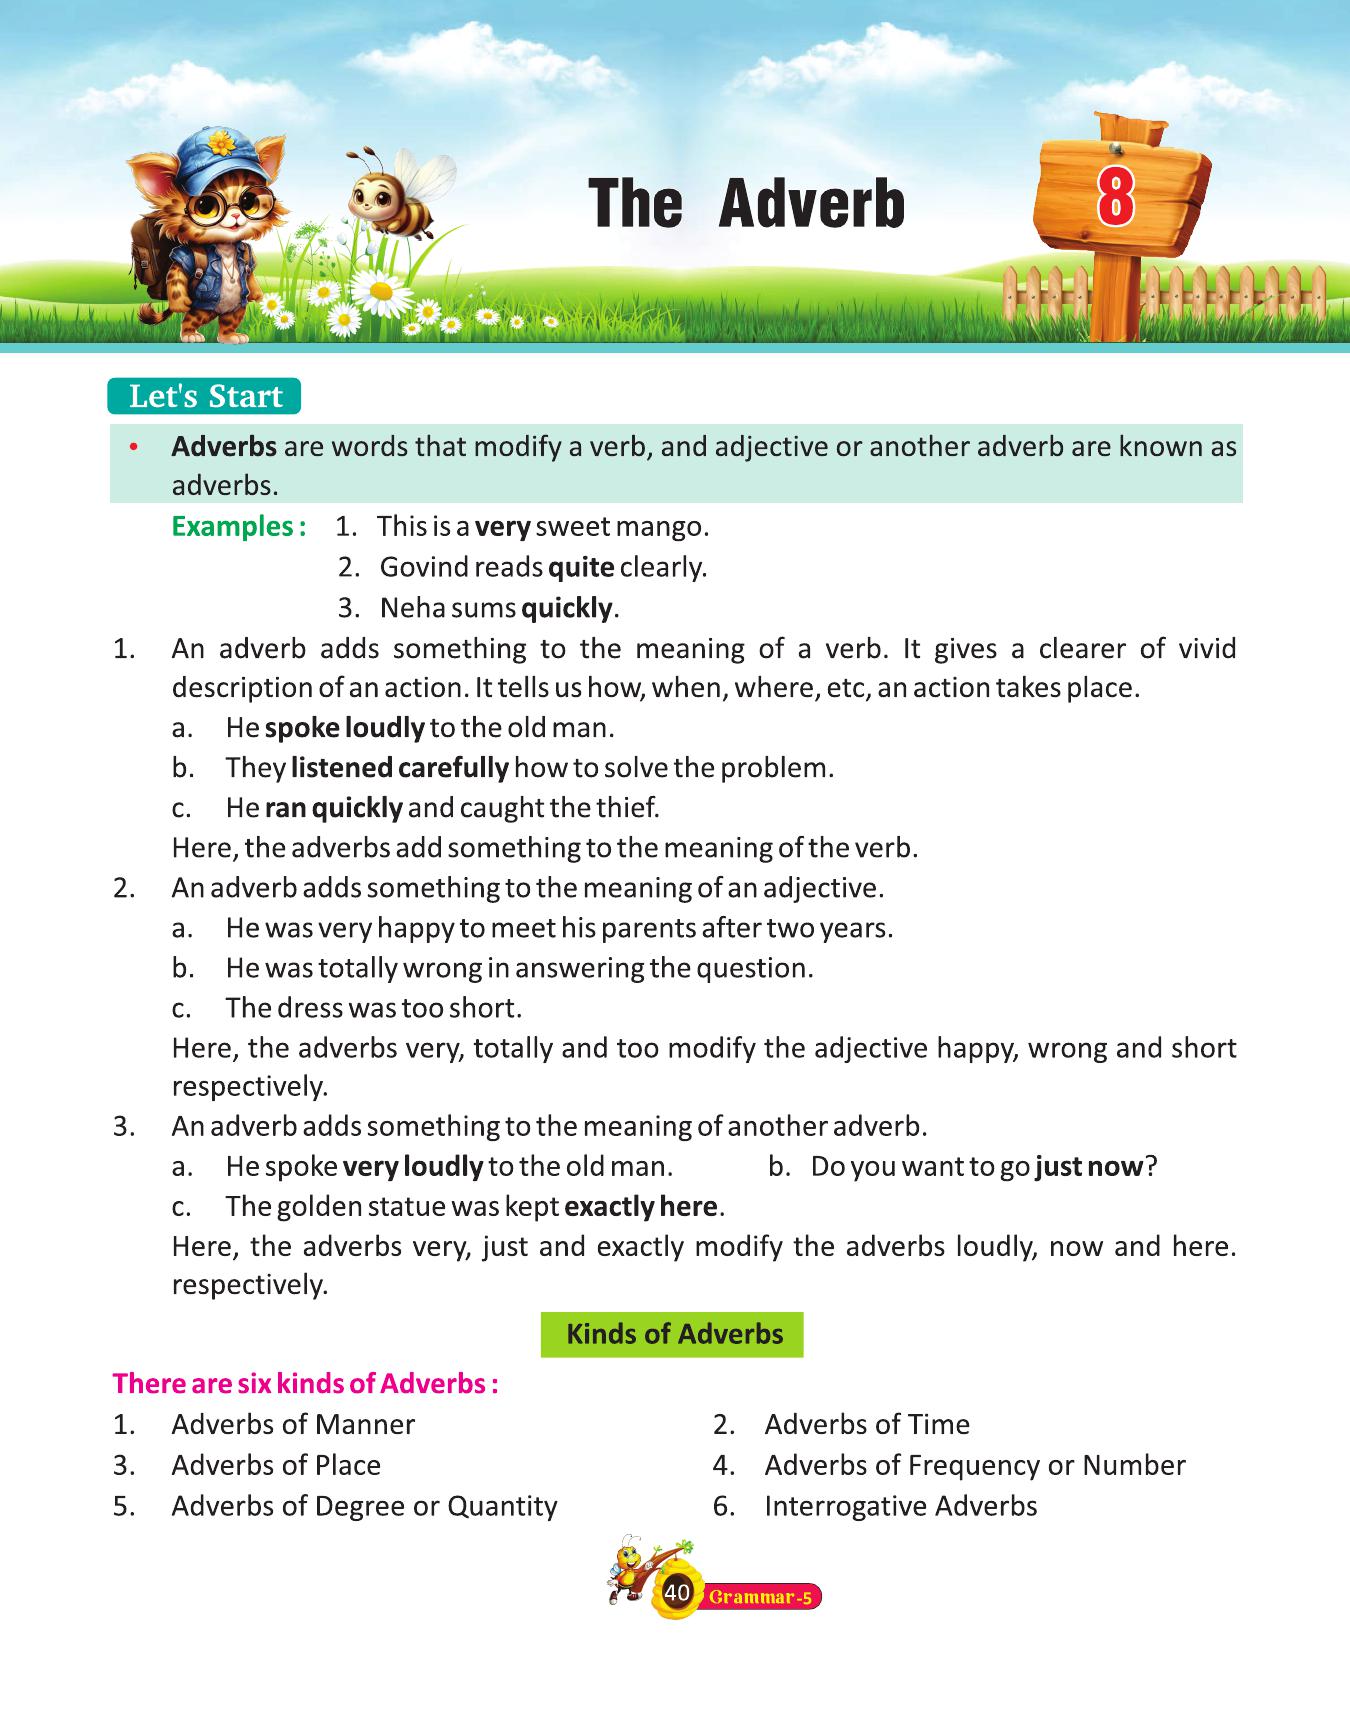 The Adverb
8
Let's Start
• Adverbs are words that modify a verb, and adjective or another adverb are known as
adverbs.
Examples : 1. This is a very sweet mango.
2. Govind reads quite clearly.
3. Neha sums quickly.
1. An adverb adds something to the meaning of a verb. It gives a clearer of vivid
description of an action. It tells us how, when, where, etc, an action takes place.
a. He spoke loudly to the old man.
b. They listened carefully how to solve the problem.
c. He ran quickly and caught the thief.
Here, the adverbs add something to the meaning of the verb.
2. An adverb adds something to the meaning of an adjective.
a. He was very happy to meet his parents after two years.
b. He was totally wrong in answering the question.
c. The dress was too short.
Here, the adverbs very, totally and too modify the adjective happy, wrong and short
respectively.
3. An adverb adds something to the meaning of another adverb.
a. He spoke very loudly to the old man. b. Do you want to go just now?
c. The golden statue was kept exactly here.
Here, the adverbs very, just and exactly modify the adverbs loudly, now and here.
respectively.
Kinds of Adverbs
There are six kinds of Adverbs :
1. Adverbs of Manner 2. Adverbs of Time
3. Adverbs of Place 4. Adverbs of Frequency or Number
5. Adverbs of Degree or Quantity 6. Interrogative Adverbs
40 Grammar-5